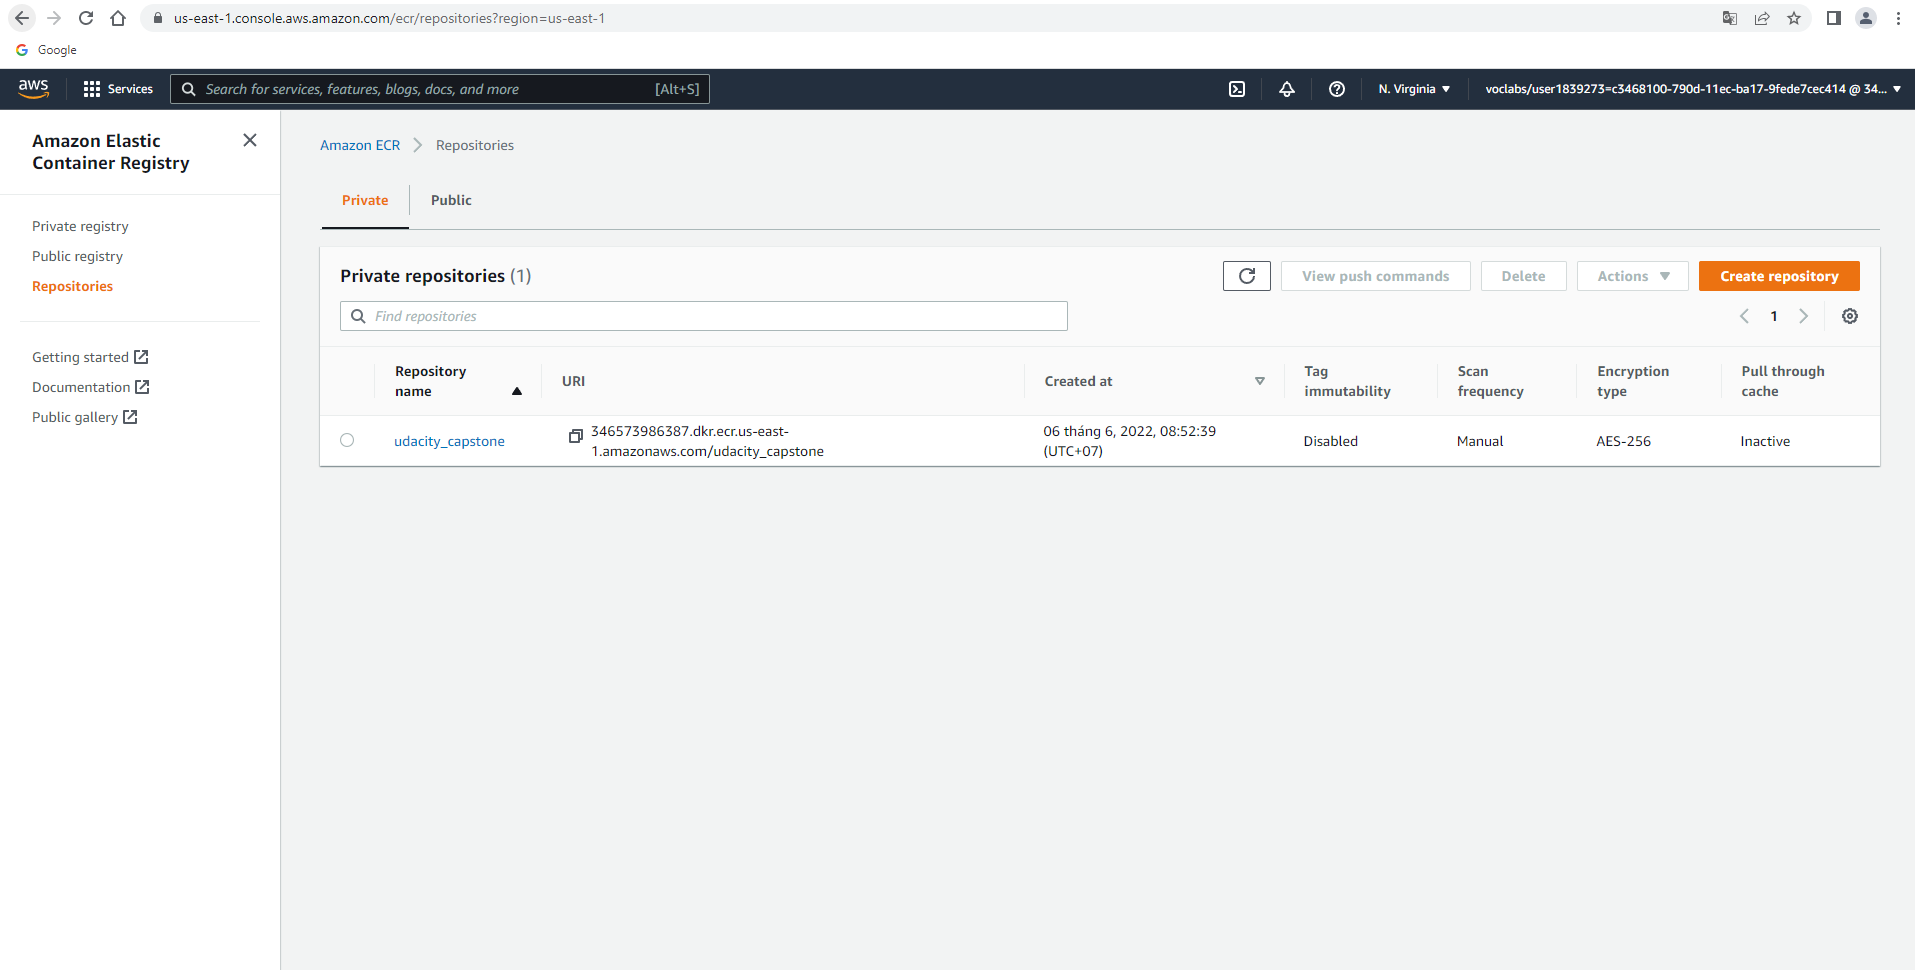 us-east-1.console.aws.amazon.com/ecr/repositories?region=us-east-1
Google
aws
Services
Search for services, features, blogs, docs, and more
[Alt+S]
N. Virginia
voclabs/user1839273=c3468100-790d-11ec-ba17-9fede7cec414 @ 34...
Amazon Elastic
Container Registry
Private registry
Public registry
Repositories
Getting started
Documentation
Public gallery
Amazon ECR
Repositories
Private
Public
Private repositories (1)
View push commands
Delete
Actions
Create repository
Find repositories
1
Repository
name
URI
Created at
Tag
immutability
Scan
frequency
Encryption
type
Pull through
cache
udacity_capstone
346573986387.dkr.ecr.us-east-
1.amazonaws.com/udacity_capstone
06 tháng 6, 2022, 08:52:39
(UTC+07)
Disabled
Manual
AES-256
Inactive